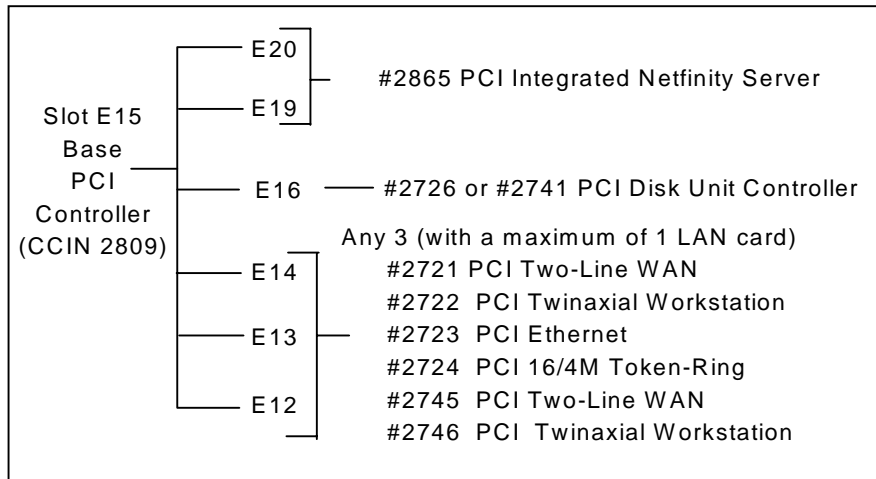 E20
#2865 PCI Integrated Netfinity Server
E19
Slot E15
Base
PCI
Controller
(CCIN 2809)
E16
#2726 or #2741 PCI Disk Unit Controller
Any 3 (with a maximum of 1 LAN card)
E14
#2721 PCI Two-Line WAN
#2722 PCI Twinaxial Workstation
E13
#2723 PCI Ethernet
#2724 PCI 16/4M Token-Ring
E12
#2745 PCI Two-Line WAN
#2746 PCI Twinaxial Workstation